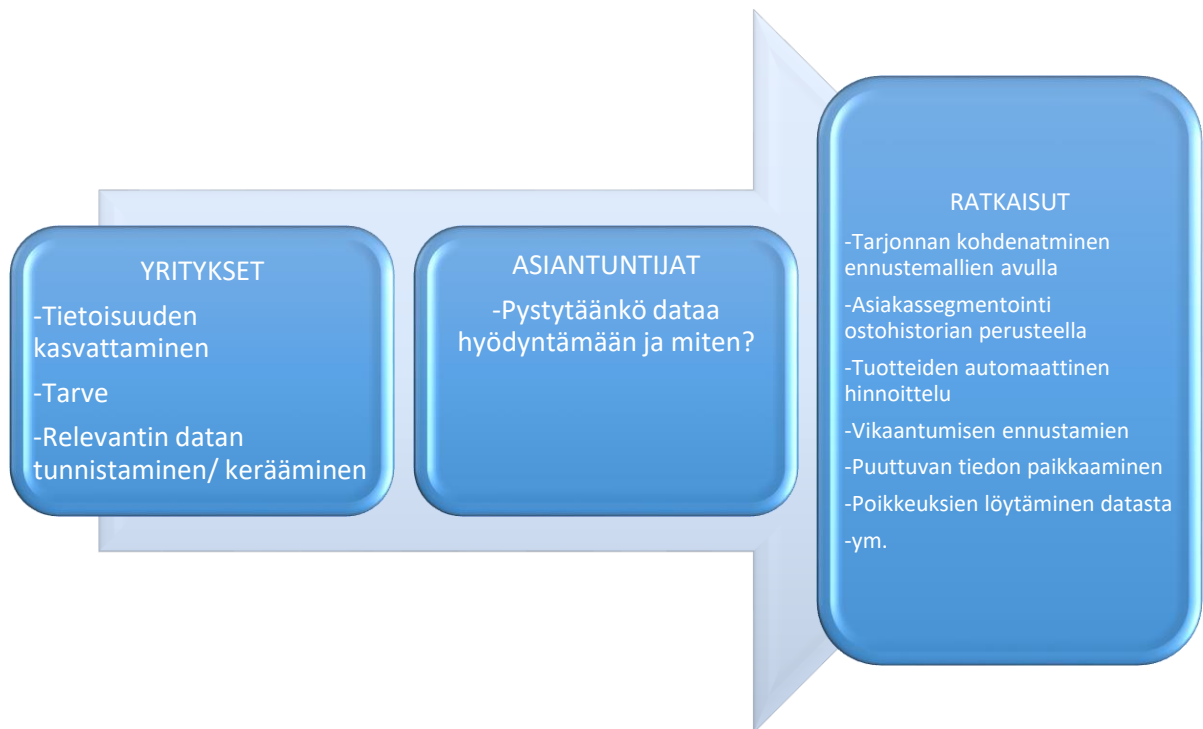 YRITYKSET
-Tietoisuuden
kasvattaminen
-Tarve
-Relevantin datan
tunnistaminen/ kerääminen
ASIANTUNTIJAT
-Pystytäänkö dataa
hyödyntämään ja miten?
RATKAISUT
-Tarjonnan kohdenatminen
ennustemallien avulla
-Asiakassegmentointi
ostohistorian perusteella
-Tuotteiden automaattinen
hinnoittelu
-Vikaantumisen ennustamien
-Puuttuvan tiedon paikkaaminen
-Poikkeuksien löytäminen datasta
-ym.